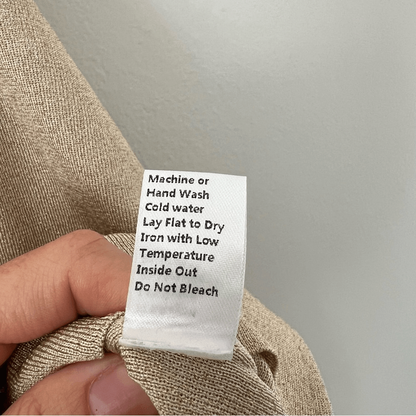 Machine or
Hand Wash
Cold water
Lay Flat to Dry
Iron with Low
Temperature
Inside Out
Do Not Bleach